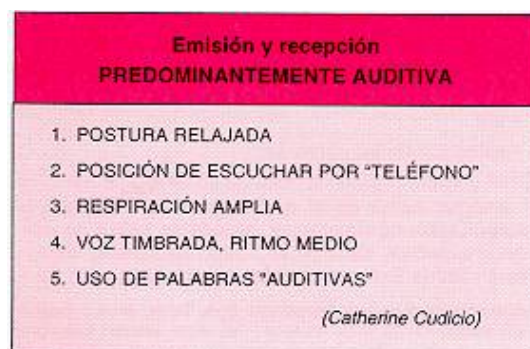 Emisión y recepción
PREDOMINANTEMENTE AUDITIVA
1. POSTURA RELAJADA
2. POSICIÓN DE ESCUCHAR POR "TELÉFONO"
3. RESPIRACIÓN AMPLIA
4. VOZ TIMBRADA, RITMO MEDIO
5. USO DE PALABRAS "AUDITIVAS"
(Catherine Cudicio)